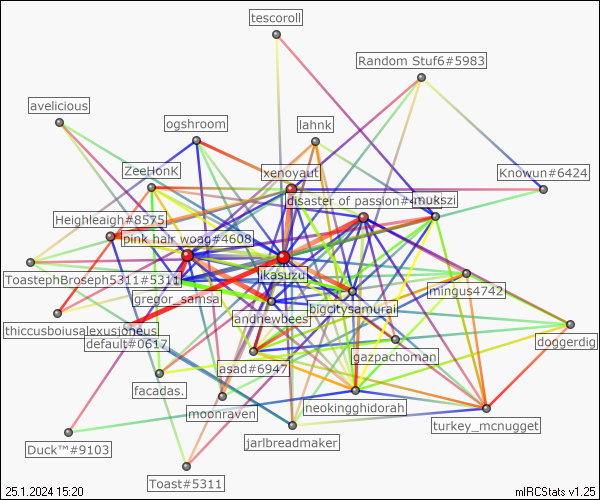 tescoroll
Random Stuf6#5983
avelicious
ogshroom
lahnk
ZeeHonK
xenoyaut
Knowun#6424
disaster of passion#4
mukszi
Heighleaigh#8575
pink hair woag#4608
ToastephBroseph5311#5311
jikasuzu
gregor_samsa
mingus4742
andnewbees
bigcitysamurai
thiccusboiusalexusjoneus
default#0617
doggerdig
gazpachoman
asad#6947
facadas.
moonraven
neokingghidorah
turkey_mcnugget
Duck™#9103
jarlbreadmaker
Toast#5311
25.1.2024 15:20
mIRCStats v1.25